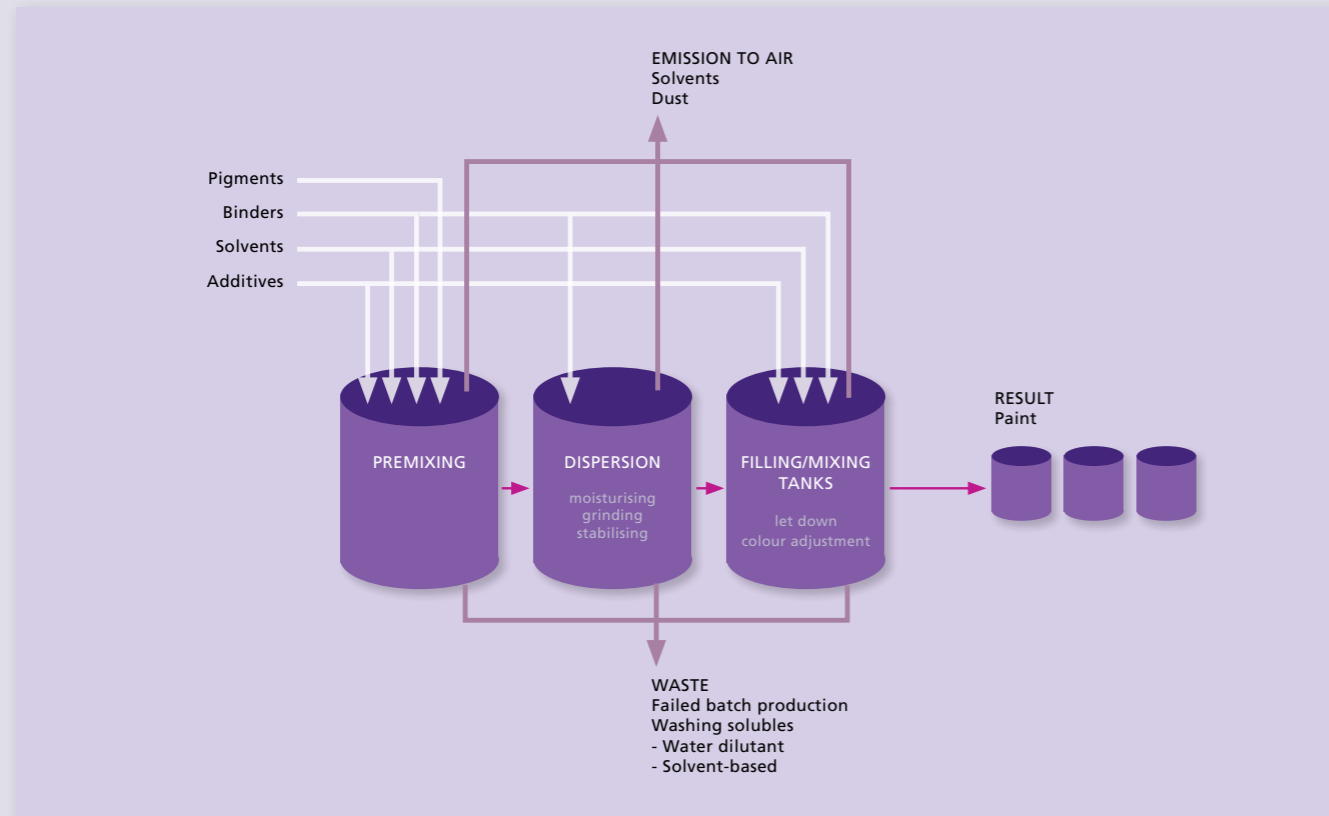 EMISSION TO AIR
Solvents
Dust
Pigments
Binders
Solvents
Additives
PREMIXING
DISPERSION
moisturising
grinding
stabilising
FILLING/MIXING
TANKS
let down
colour adjustment
RESULT
Paint
WASTE
Failed batch production
Washing solubles
- Water dilutant
- Solvent-based